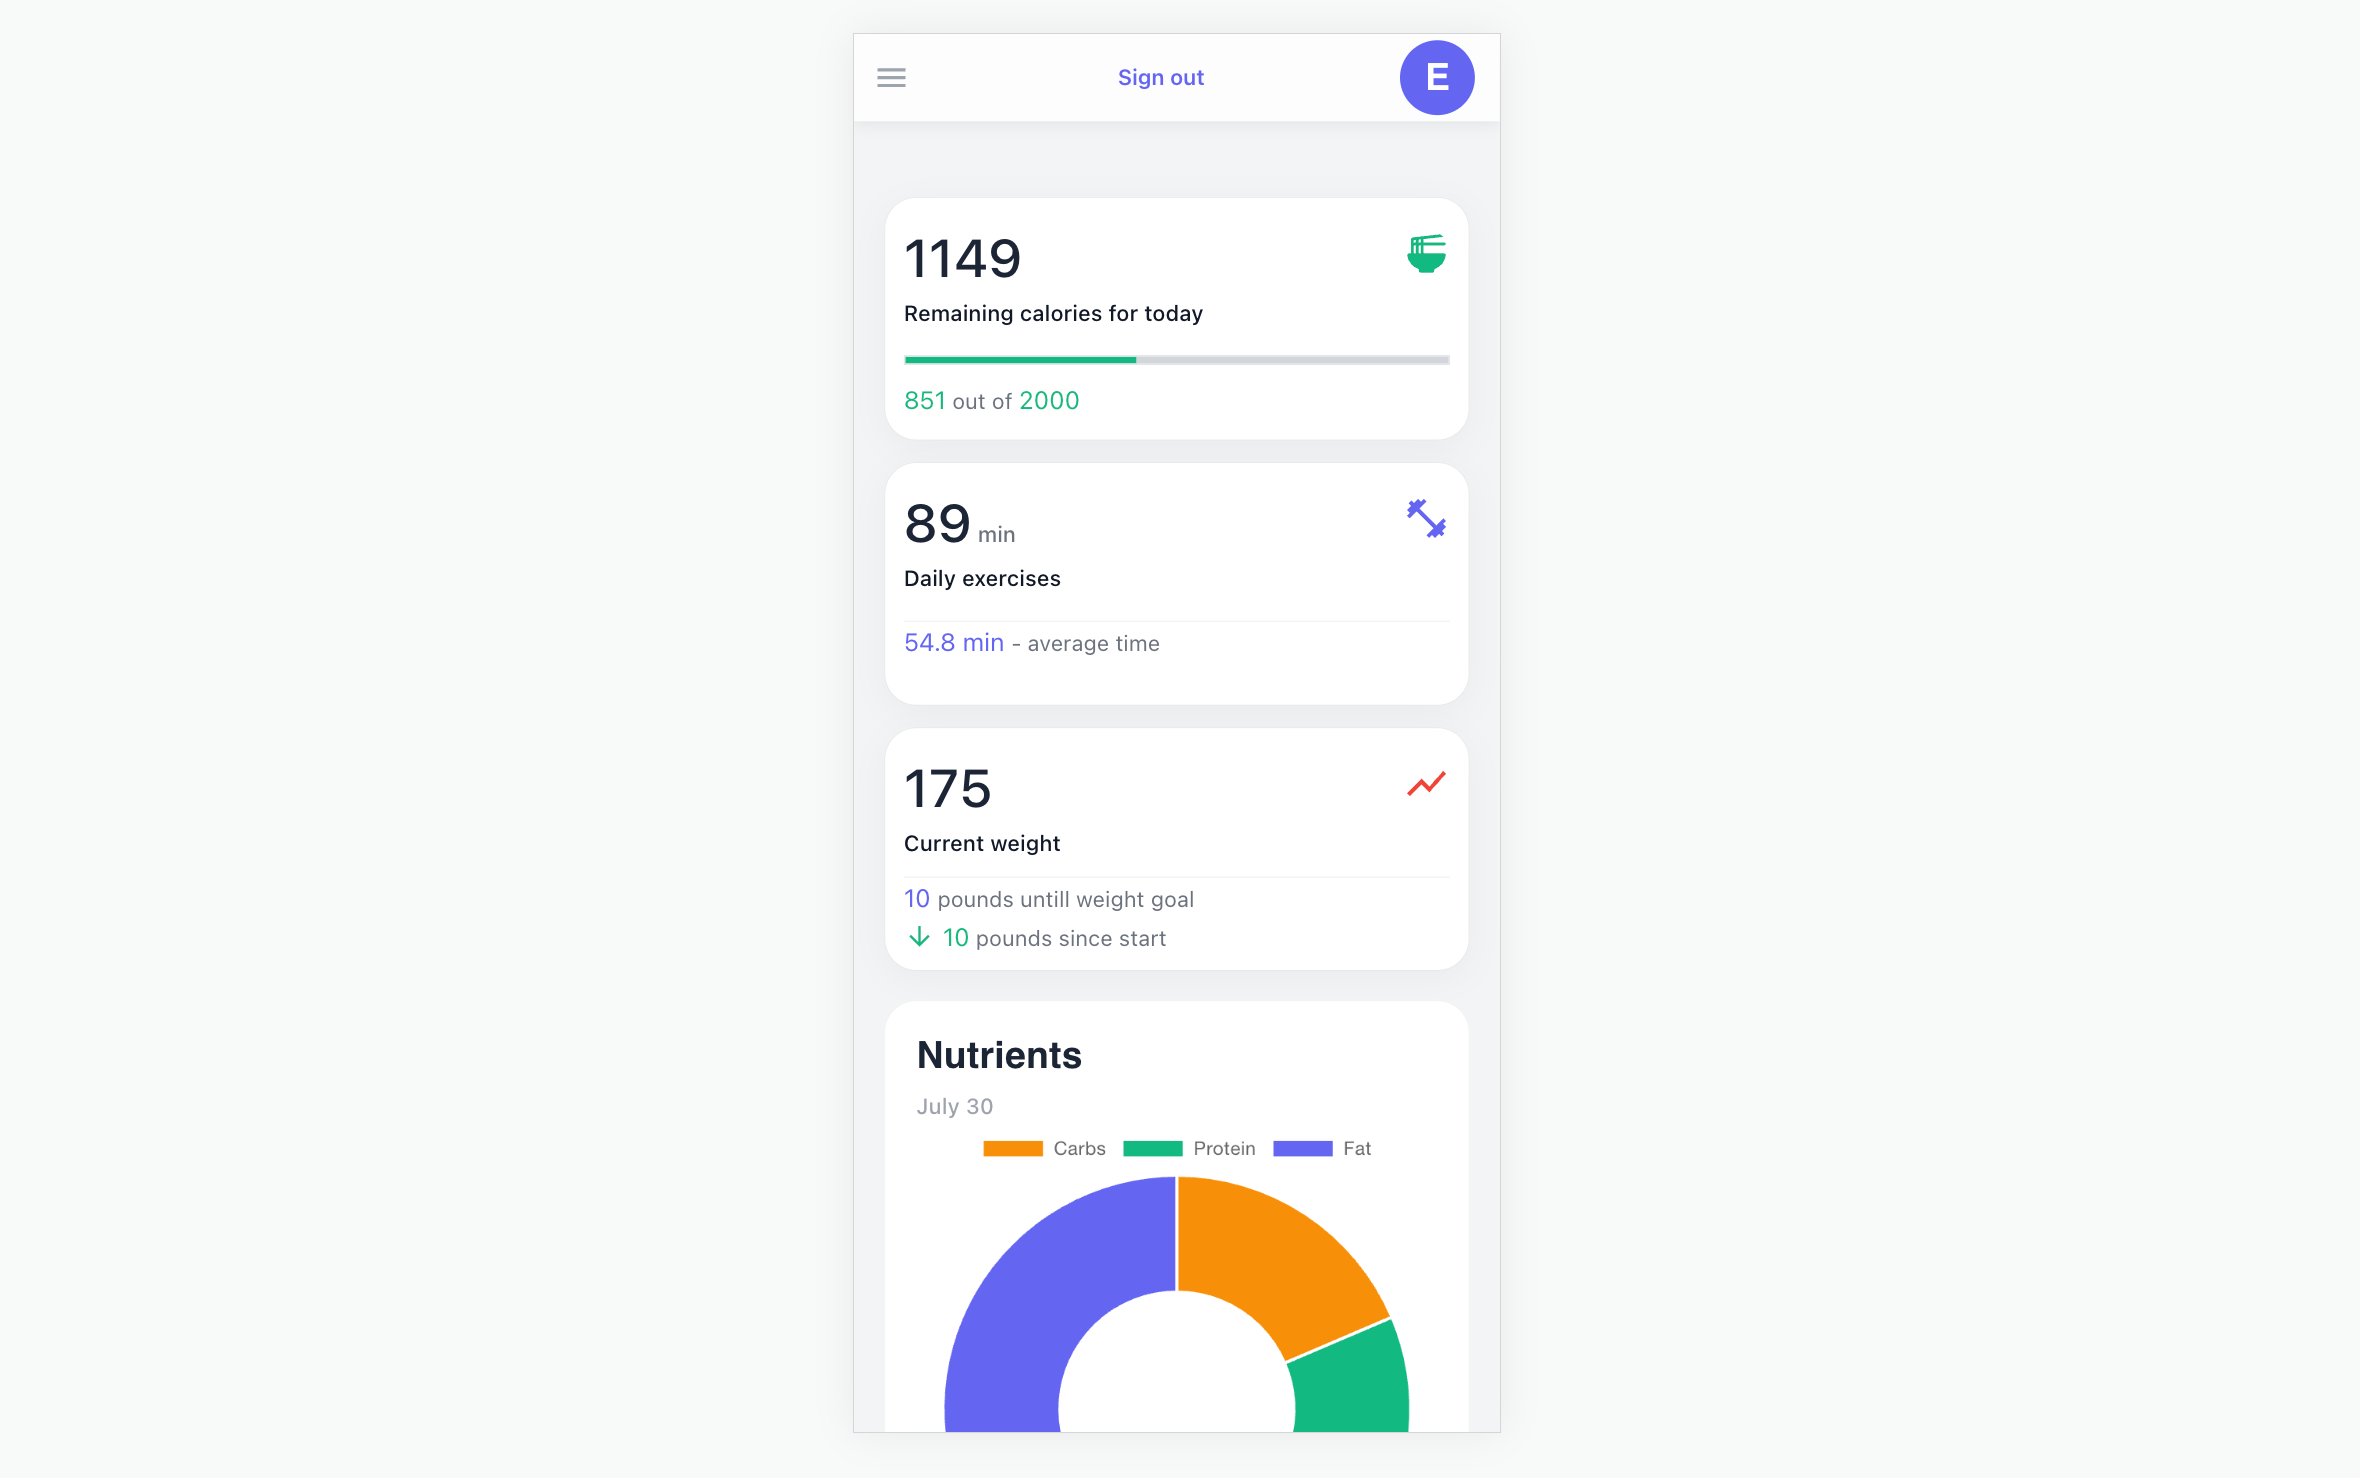 Sign out
E
1149
Remaining calories for today
851 out of 2000
89 min
Daily exercises
54.8 min - average time
175
Current weight
10 pounds untill weight goal
10 pounds since start
Nutrients
July 30
Carbs Protein Fat